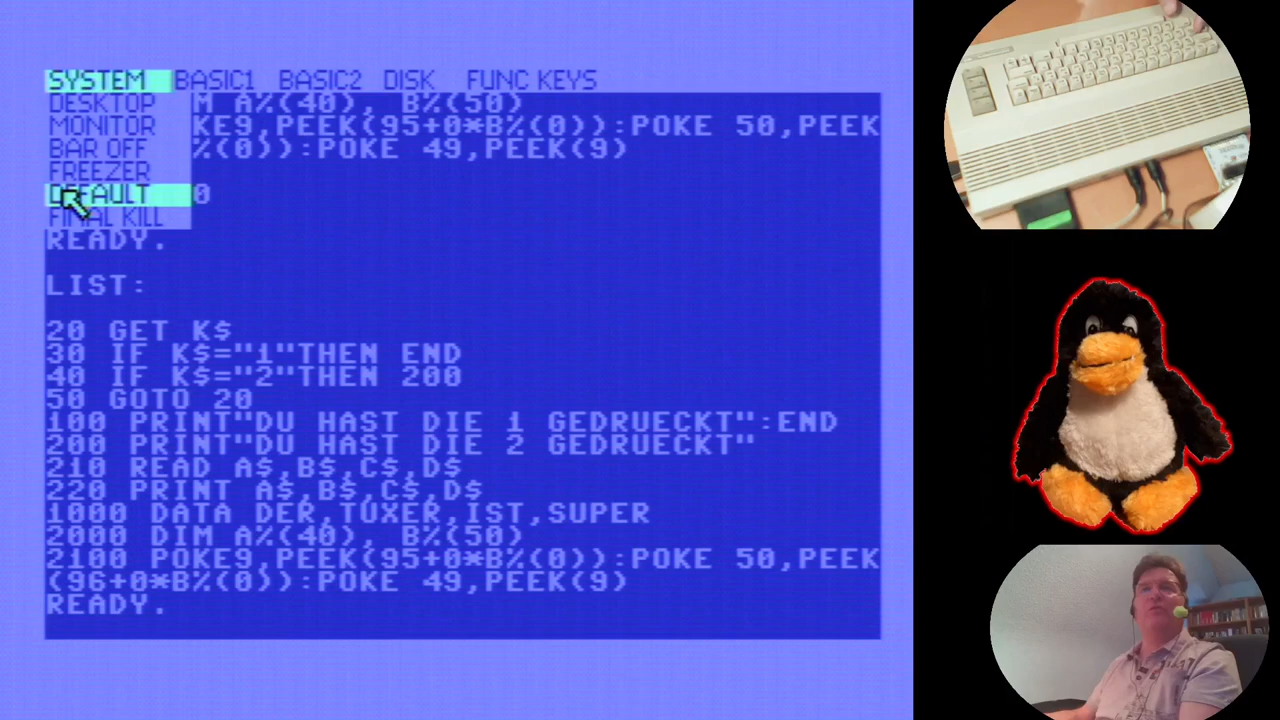 SYSTEM BASIC1 BASIC2 DISK FUNC KEYS
DESKTOP M A%(40), B%(50)
MONITOR KE9,PEEK(95+0*B%(0)):POKE 50,PEEK
BAR OFF %(0)):POKE 49,PEEK(9)
FREEZER
DEFAULT 0
FINAL KILL
READY.
LIST:
20 GET K$
30 IF K$="1"THEN END
40 IF K$="2"THEN 200
50 GOTO 20
100 PRINT"DU HAST DIE 1 GEDRUECKT":END
200 PRINT"DU HAST DIE 2 GEDRUECKT"
210 READ A$,B$,C$,D$
220 PRINT A$,B$,C$,D$
1000 DATA DER,TUXER,IST,SUPER
2000 DIM A%(40), B%(50)
2100 POKE9,PEEK(95+0*B%(0)):POKE 50,PEEK
(96+0*B%(0)):POKE 49,PEEK(9)
READY.